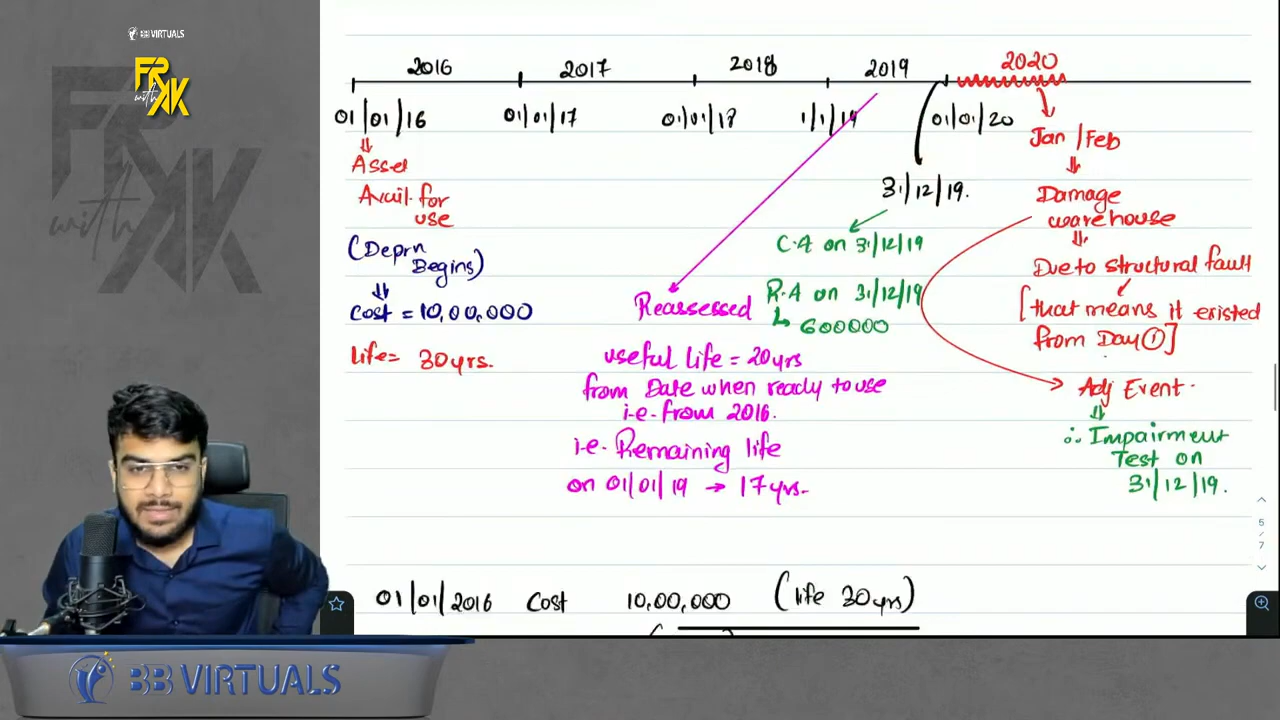 BB VIRTUALS
FR
with
AK
FR
with
AK
2016 2017 2018 2019 2020
01/01/16 01/01/17 01/01/18 1/1/19 01/01/20
Asset
Avail. for
use
(Deprn
Begins)
Cost = 10,00,000
life = 30yrs.
31/12/19.
C.A on 31/12/19
R.A on 31/12/19
600000
Reassessed
useful life = 20yrs
from Date when ready to use
i.e. from 2016.
i.e. Remaining life
on 01/01/19 → 17yrs.
Jan/Feb
Damage
warehouse
Due to structural fault
[that means it existed
from Day ①]
Adj Event.
∴ Impairment
Test on
31/12/19.
5
/
7
01/01/2016 Cost 10,00,000 (life 30yrs)
BB VIRTUALS